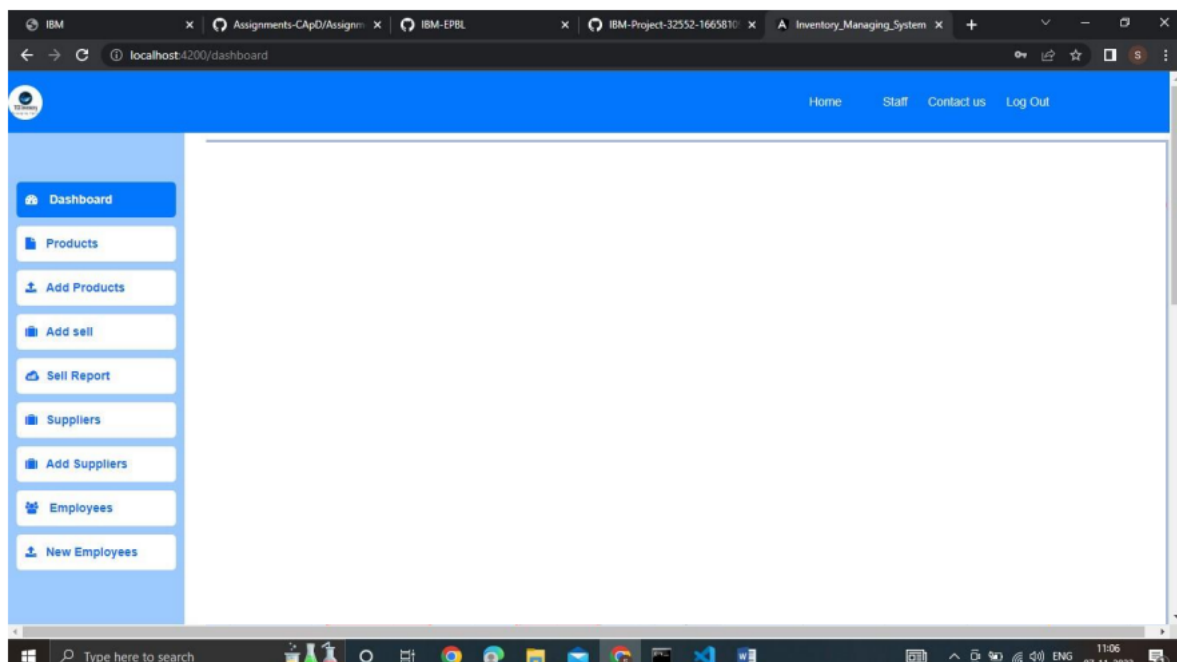 IBM
Assignments-CApD/Assignm
IBM-EPBL
IBM-Project-32552-1665810
Inventory_Managing_System
localhost:4200/dashboard
S
Home Staff Contact us Log Out
Dashboard
Products
Add Products
Add sell
Sell Report
Suppliers
Add Suppliers
Employees
New Employees
Type here to search
ENG
11:06